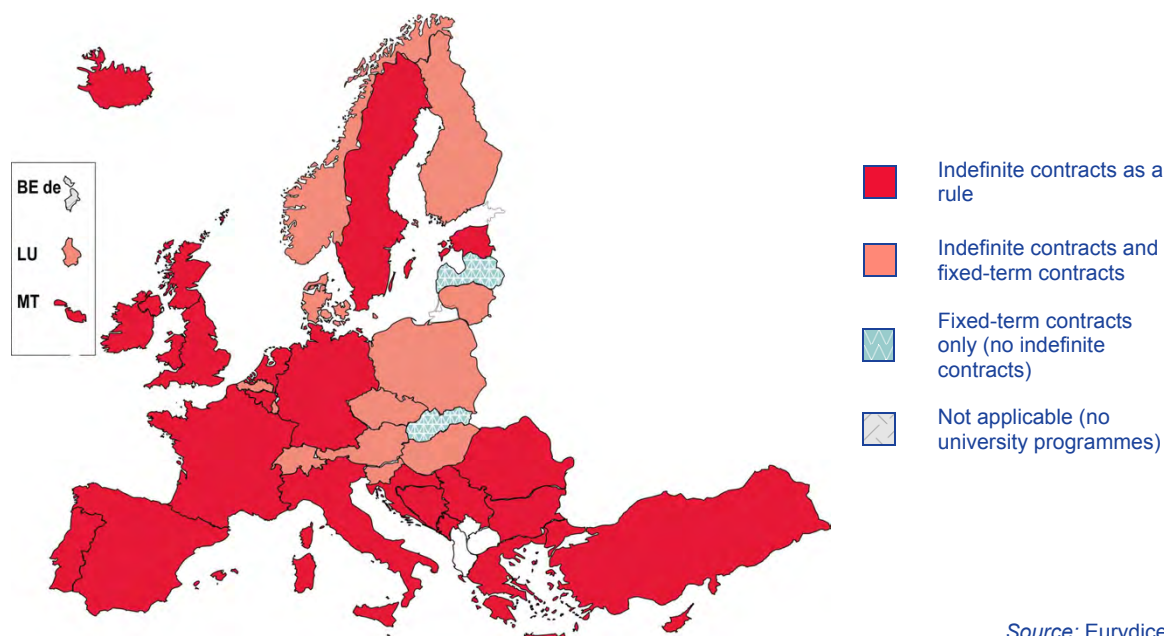 BE de
LU
MT
Indefinite contracts as a
rule
Indefinite contracts and
fixed-term contracts
Fixed-term contracts
only (no indefinite
contracts)
Not applicable (no
university programmes)
Source: Eurydice